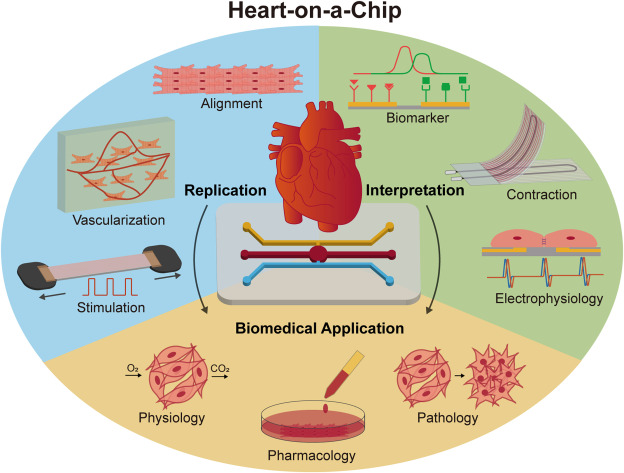 Heart-on-a-Chip
Alignment
Biomarker
Vascularization
Replication
Interpretation
Contraction
Stimulation
Electrophysiology
Biomedical Application
O₂
CO₂
Physiology
Pharmacology
Pathology